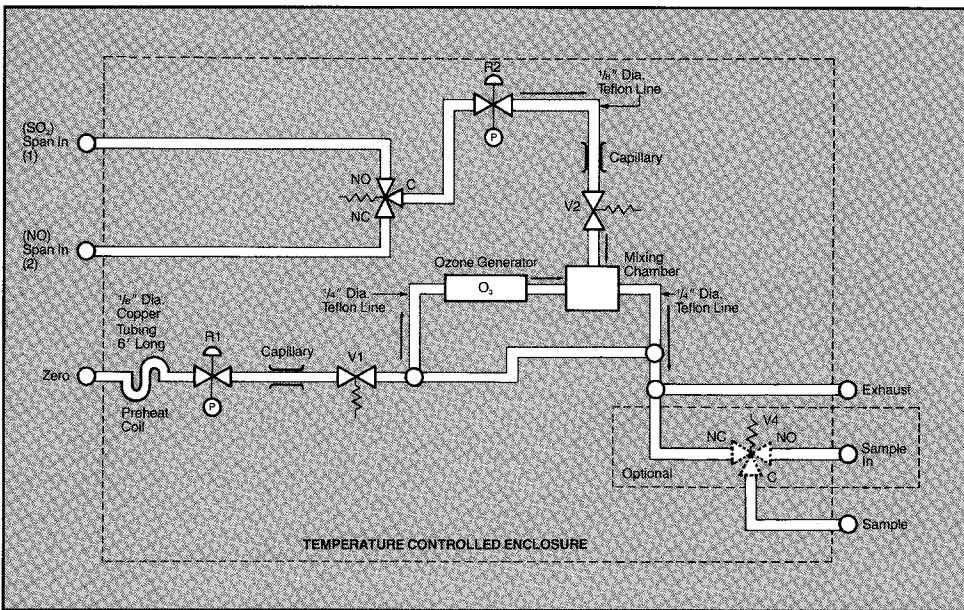 R2
1/8" Dia.
Teflon Line
P
(SO₂)
Span In
(1)
Capillary
NO
C
NC
V2
(NO)
Span In
(2)
Ozone Generator
O₃
Mixing
Chamber
1/4" Dia.
Teflon Line
1/4" Dia.
Teflon Line
1/8" Dia.
Copper
Tubing
6' Long
R1
Capillary
V1
Zero
P
Preheat
Coil
Exhaust
V4
NC
NO
Sample
In
Optional
C
Sample
TEMPERATURE CONTROLLED ENCLOSURE